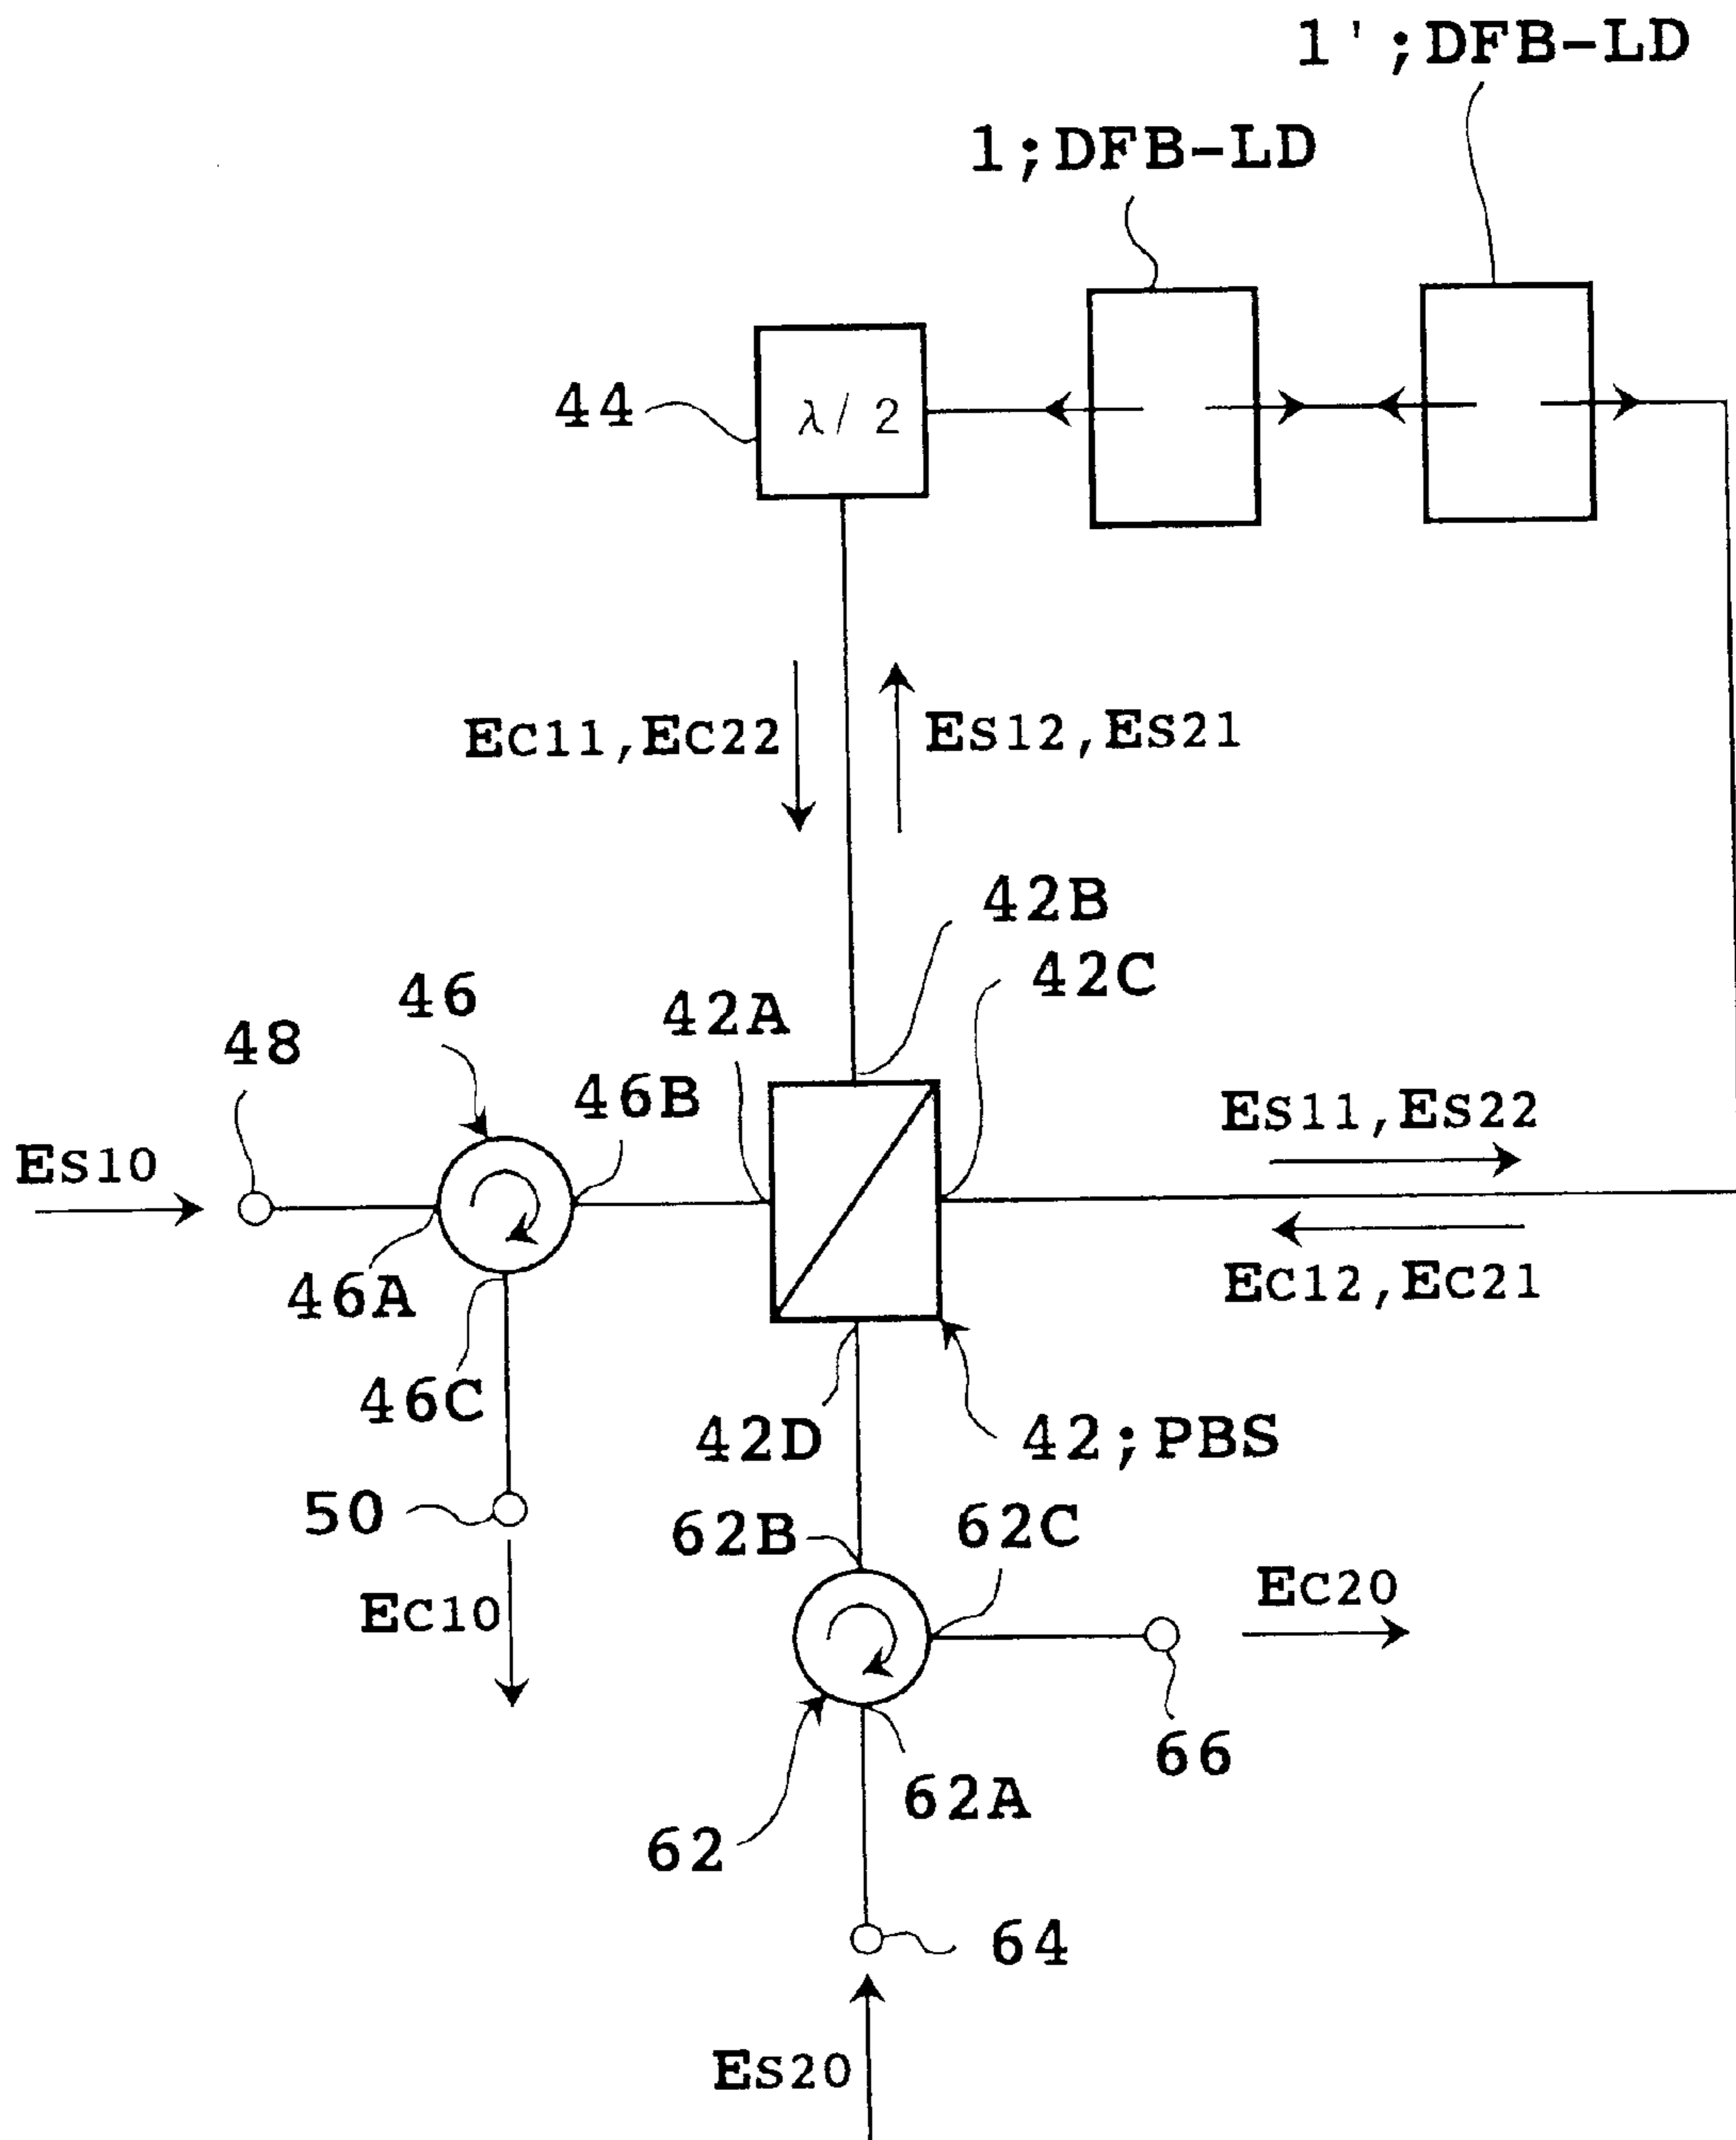 1';DFB-LD
1;DFB-LD
44
λ/2
EC11,EC22
ES12,ES21
42B
42C
46
42A
48
46B
ES10
ES11,ES22
46A
EC12,EC21
46C
42D
42;PBS
50
62B
62C
EC10
EC20
66
62A
62
64
ES20